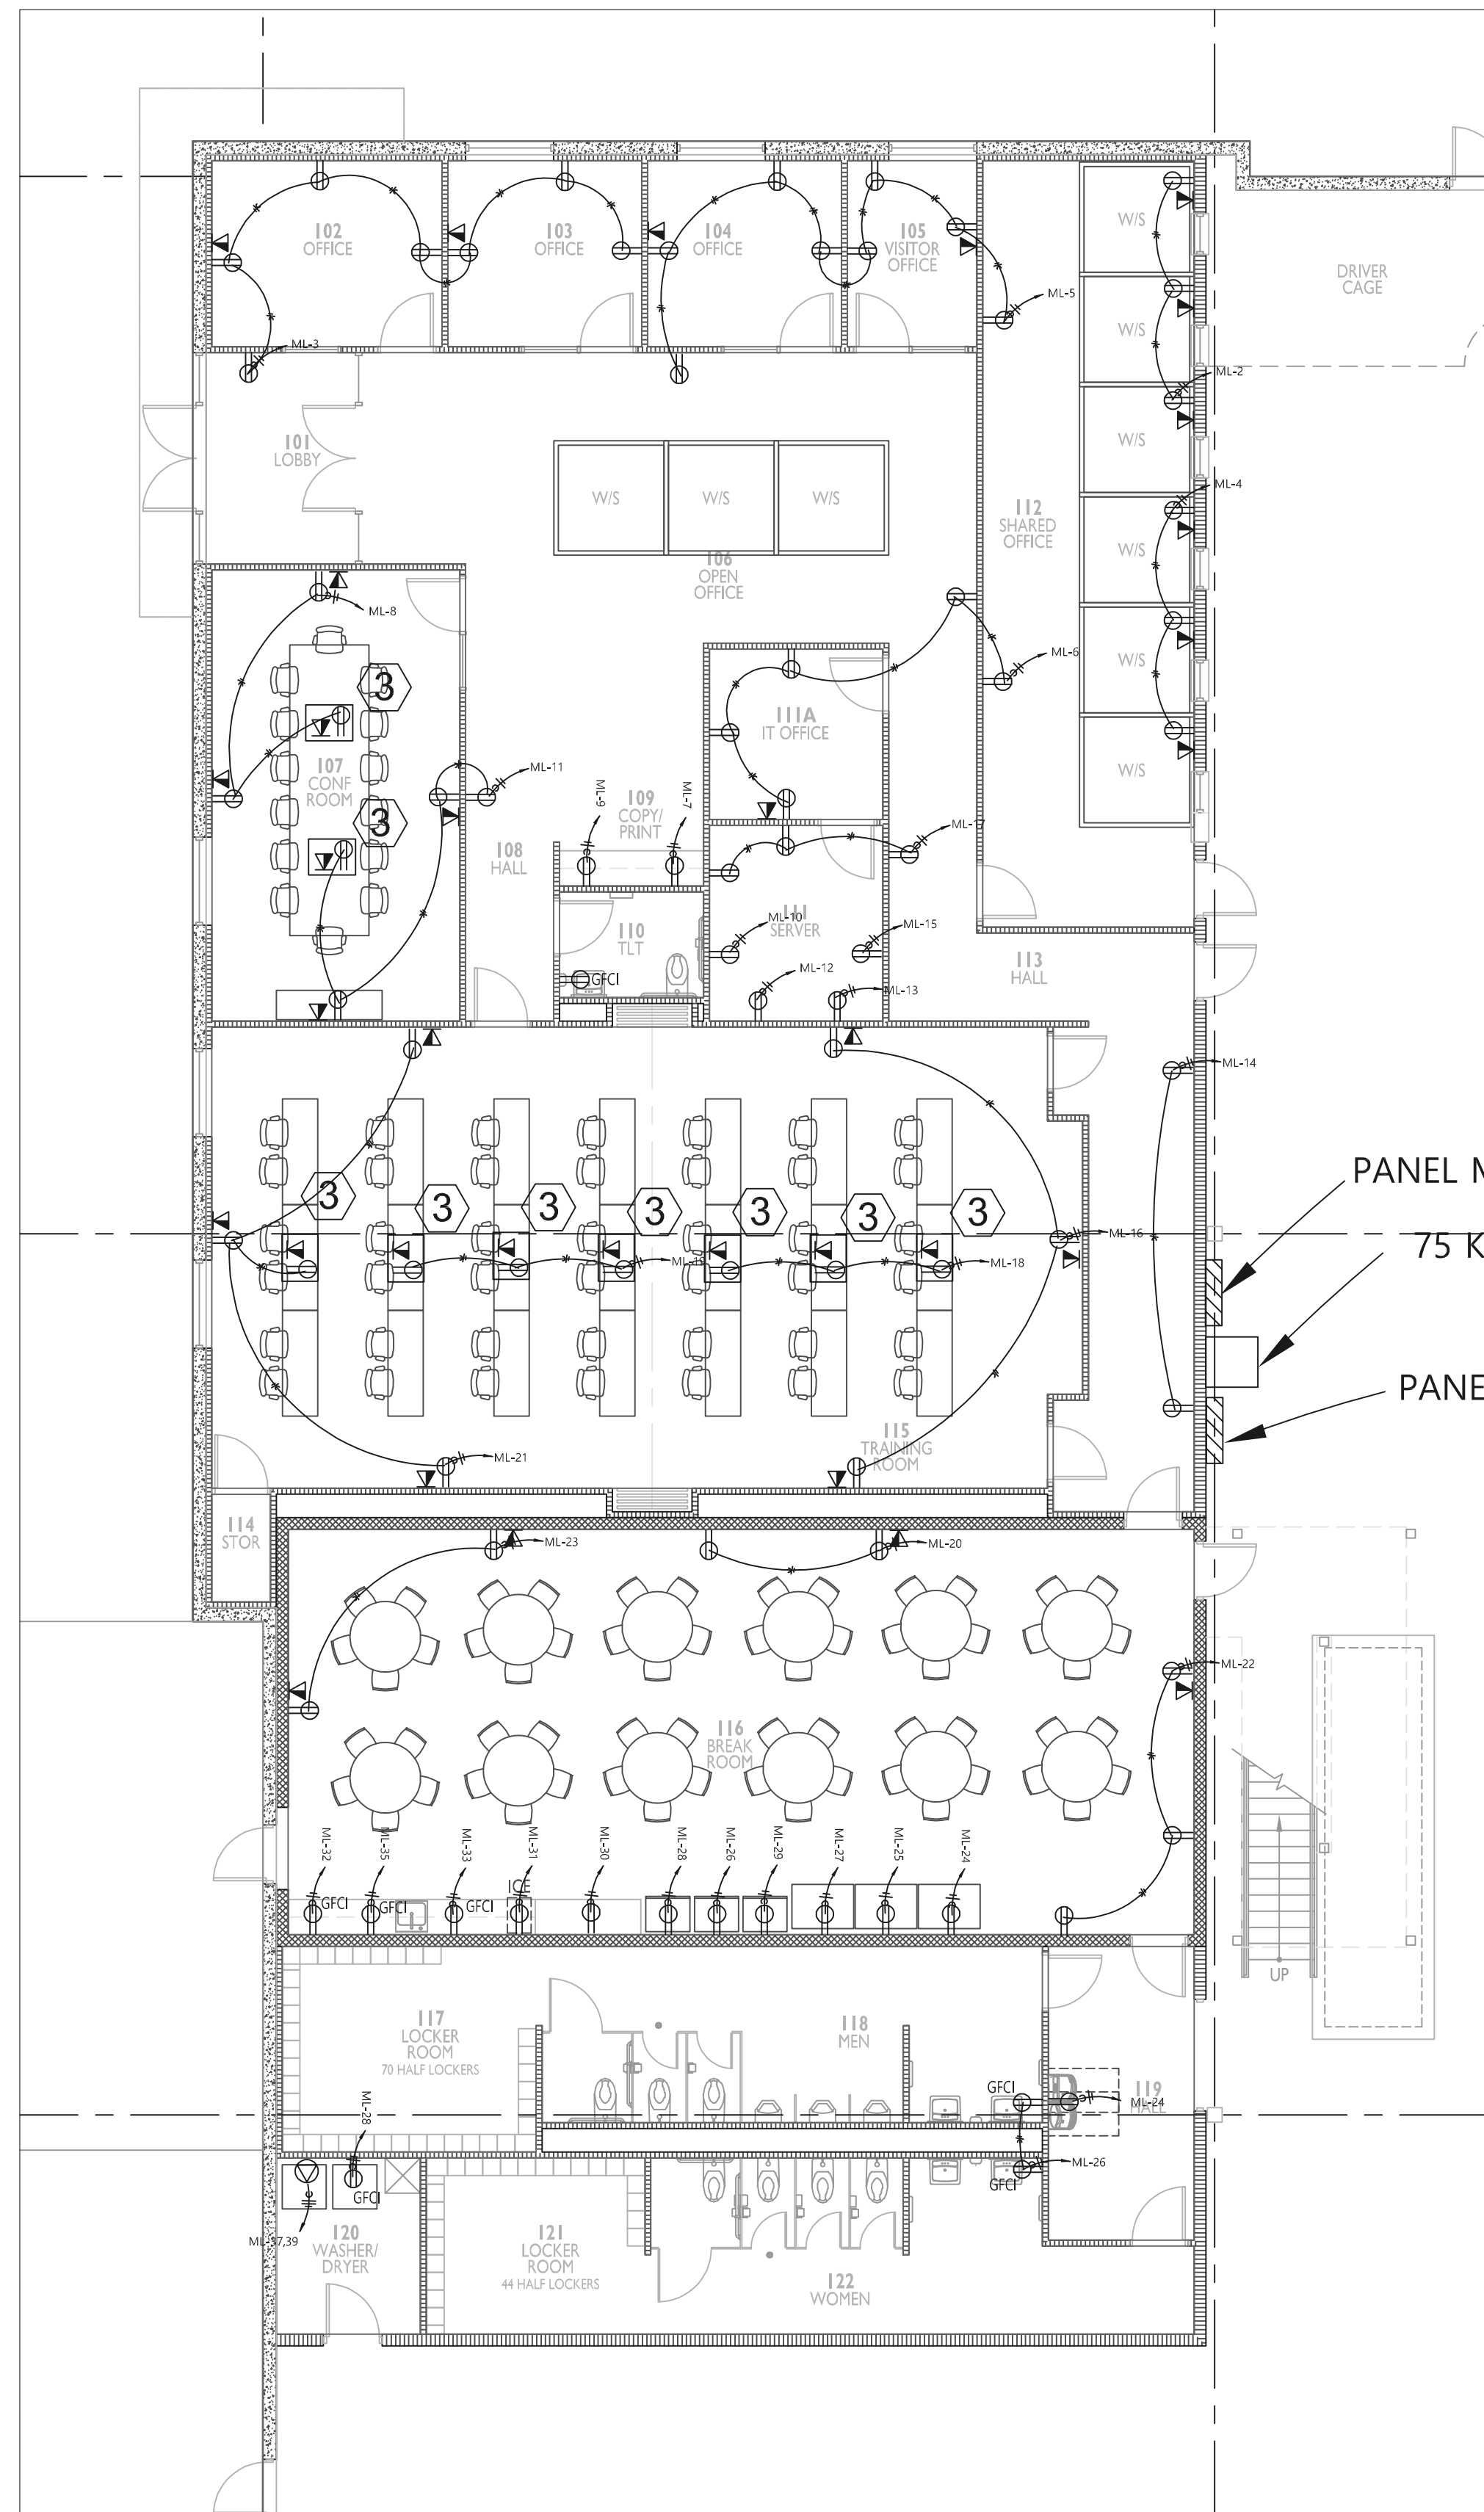 102
OFFICE
103
OFFICE
104
OFFICE
105
VISITOR
OFFICE
W/S
DRIVER
CAGE
ML-5
W/S
ML-3
ML-2
101
LOBBY
W/S
W/S
W/S
W/S
ML-4
112
SHARED
OFFICE
W/S
106
OPEN
OFFICE
ML-8
ML-6
W/S
3
111A
IT OFFICE
107
CONF
ROOM
ML-11
W/S
3
ML-9
109
COPY/
PRINT
ML-7
ML-17
108
HALL
110
TLT
GFCI
ML-10
111
SERVER
ML-15
ML-12
ML-13
113
HALL
ML-14
PANEL
3
3
3
3
3
3
3
ML-16
75 K
ML-18
PANE
115
TRAINING
ROOM
ML-21
114
STOR
ML-23
ML-20
ML-22
116
BREAK
ROOM
ML-32
ML-35
ML-33
ML-31
ML-30
ML-28
ML-26
ML-29
ML-27
ML-25
ML-24
GFCI
GFCI
GFCI
ICE
UP
117
LOCKER
ROOM
70 HALF LOCKERS
118
MEN
GFCI
ML-24
119
HALL
ML-28
GFCI
GFCI
ML-26
ML-37,39
120
WASHER/
DRYER
121
LOCKER
ROOM
44 HALF LOCKERS
122
WOMEN